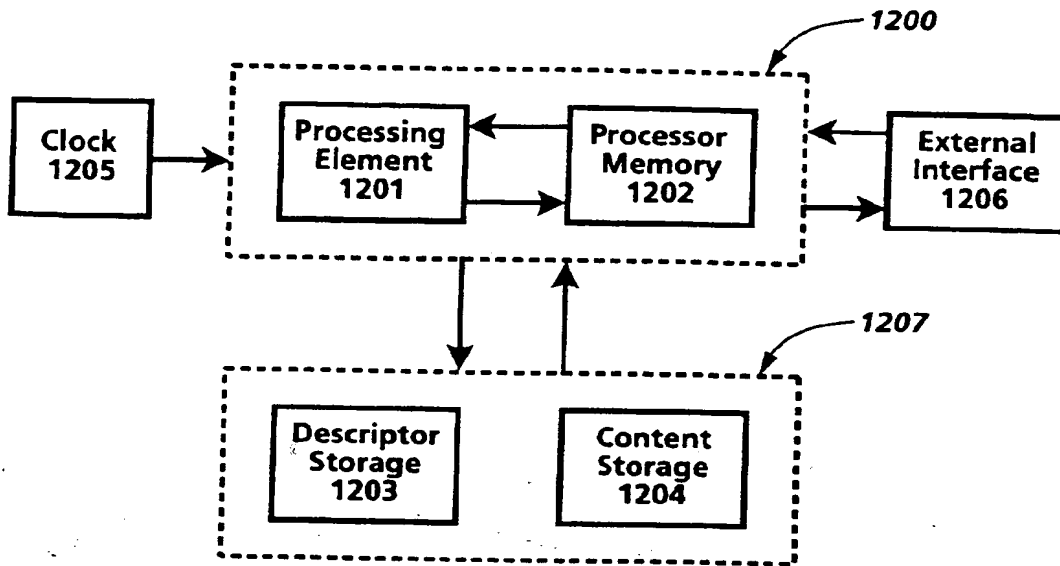 1200
Clock
1205
Processing
Element
1201
Processor
Memory
1202
External
Interface
1206
1207
Descriptor
Storage
1203
Content
Storage
1204